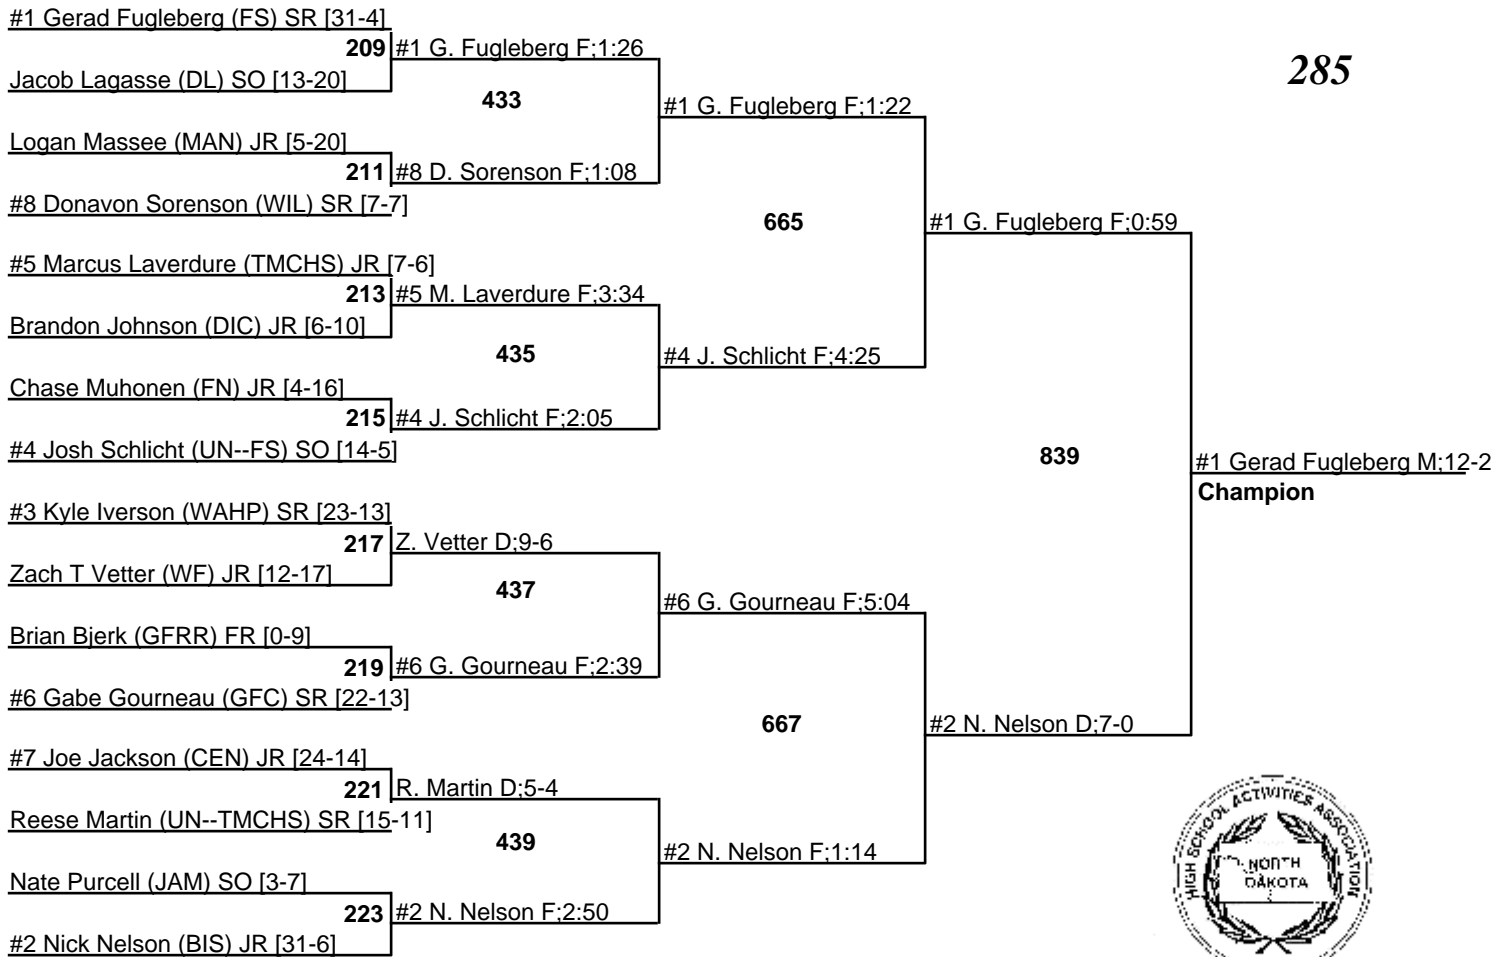 #1 Gerad Fugleberg (FS) SR [31-4]
209 #1 G. Fugleberg F;1:26
285
Jacob Lagasse (DL) SO [13-20]
433
#1 G. Fugleberg F;1:22
Logan Massee (MAN) JR [5-20]
211 #8 D. Sorenson F;1:08
#8 Donavon Sorenson (WIL) SR [7-7]
665
#1 G. Fugleberg F;0:59
#5 Marcus Laverdure (TMCHS) JR [7-6]
213 #5 M. Laverdure F;3:34
Brandon Johnson (DIC) JR [6-10]
435
#4 J. Schlicht F;4:25
Chase Muhonen (FN) JR [4-16]
215 #4 J. Schlicht F;2:05
#4 Josh Schlicht (UN--FS) SO [14-5]
839
#1 Gerad Fugleberg M;12-2
Champion
#3 Kyle Iverson (WAHP) SR [23-13]
217 Z. Vetter D;9-6
Zach T Vetter (WF) JR [12-17]
437
#6 G. Gourneau F;5:04
Brian Bjerk (GFRR) FR [0-9]
219 #6 G. Gourneau F;2:39
#6 Gabe Gourneau (GFC) SR [22-13]
667
#2 N. Nelson D;7-0
#7 Joe Jackson (CEN) JR [24-14]
221 R. Martin D;5-4
Reese Martin (UN--TMCHS) SR [15-11]
439
#2 N. Nelson F;1:14
Nate Purcell (JAM) SO [3-7]
223 #2 N. Nelson F;2:50
#2 Nick Nelson (BIS) JR [31-6]
HIGH SCHOOL ACTIVITIES ASSOCIATION
NORTH
DAKOTA